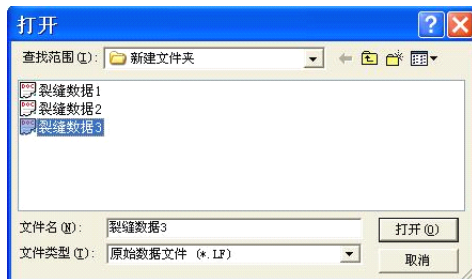 打开
查找范围(I): 新建文件夹
裂缝数据1
裂缝数据2
裂缝数据3
文件名(N): 裂缝数据3 打开(O)
文件类型(T): 原始数据文件 (*.LF) 取消